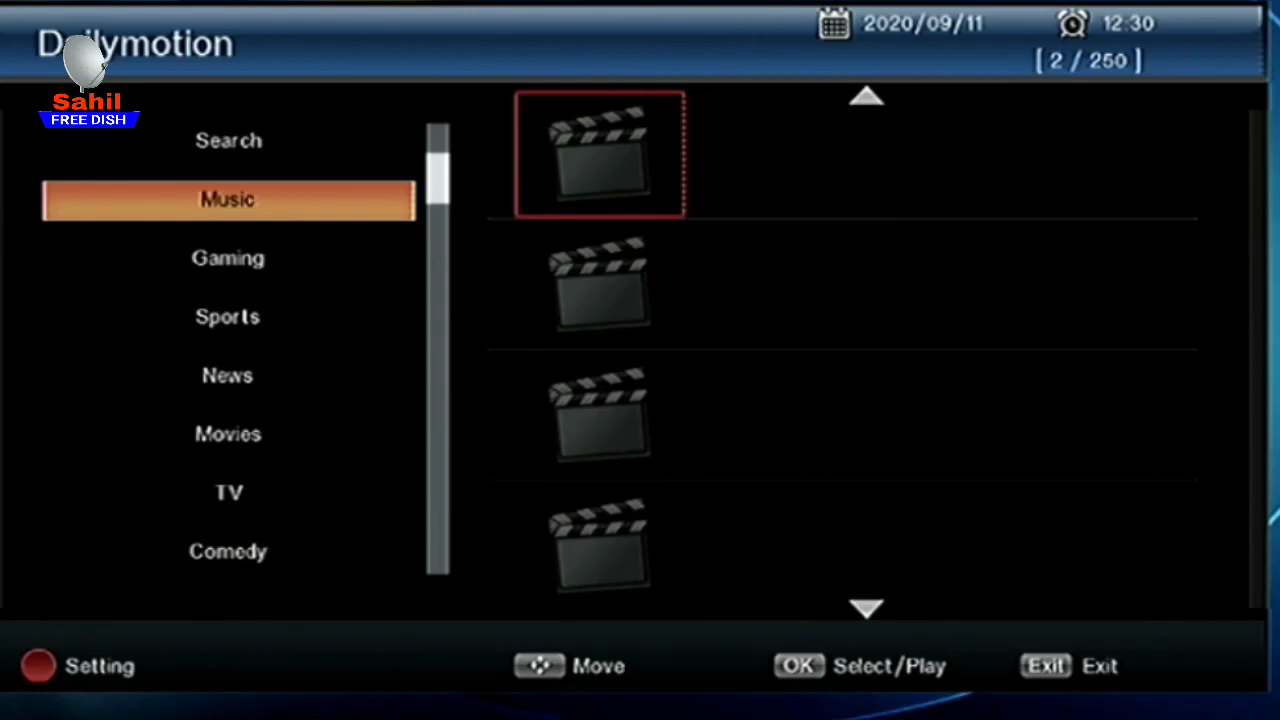 Dailymotion
2020/09/11
12:30
[ 2 / 250 ]
Sahil
FREE DISH
Search
Music
Gaming
Sports
News
Movies
TV
Comedy
Setting
Move
OK Select/Play
Exit Exit